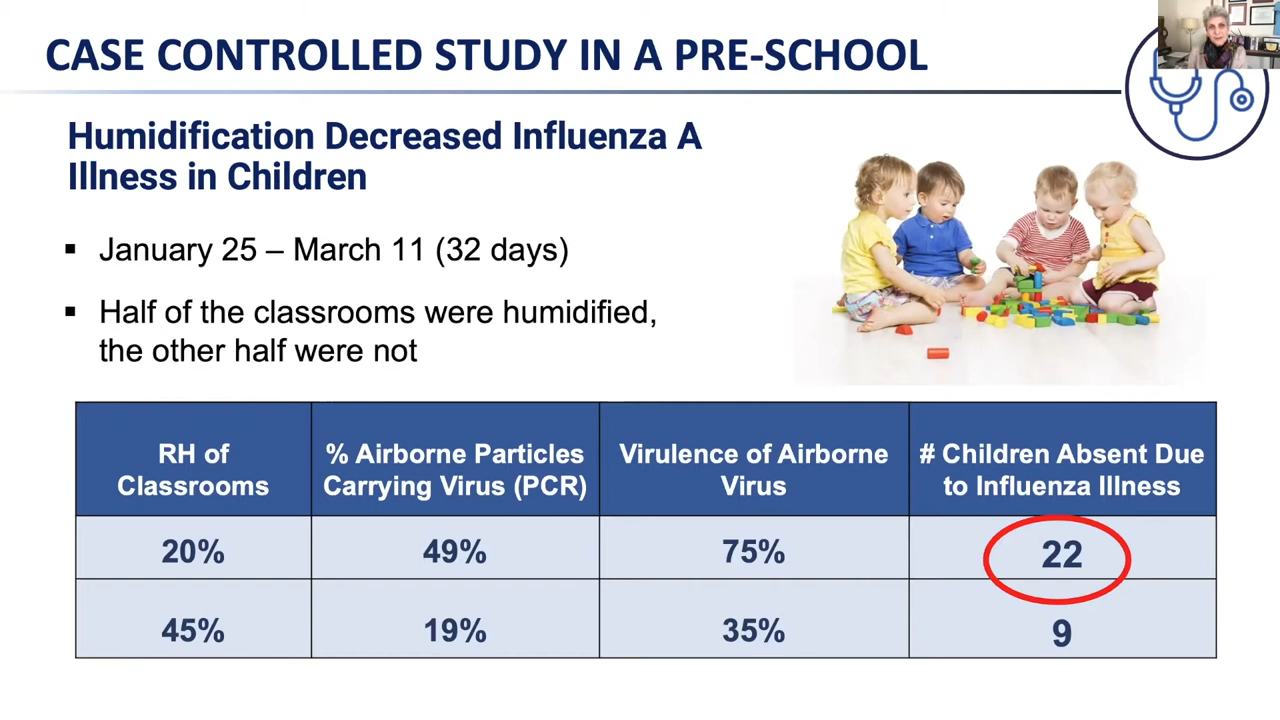 CASE CONTROLLED STUDY IN A PRE-SCHOOL
Humidification Decreased Influenza A
Illness in Children
▪ January 25 – March 11 (32 days)
▪ Half of the classrooms were humidified,
the other half were not
RH of
Classrooms
% Airborne Particles
Carrying Virus (PCR)
Virulence of Airborne
Virus
# Children Absent Due
to Influenza Illness
20% 49% 75% 22
45% 19% 35% 9